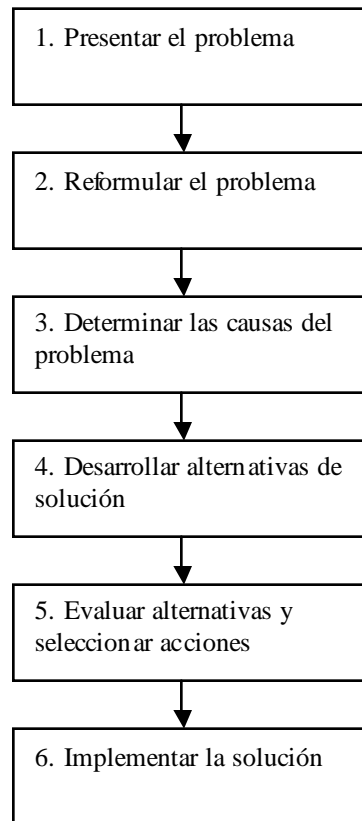 1. Presentar el problema
2. Reformular el problema
3. Determinar las causas del
problema
4. Desarrollar alternativas de
solución
5. Evaluar alternativas y
seleccionar acciones
6. Implementar la solución